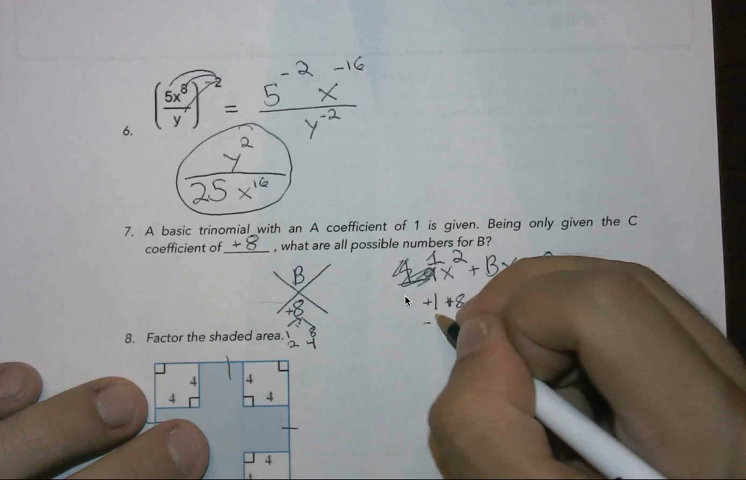 6. (5x^8/y)^-2 = 5^-2 x^-16 / y^-2
y^2 / 25x^16
7. A basic trinomial with an A coefficient of 1 is given. Being only given the C
coefficient of +8, what are all possible numbers for B?
B
1x^2 + Bx
+8
+1 +8
-
1 8
2 4
8. Factor the shaded area.
4 4
4 4
4